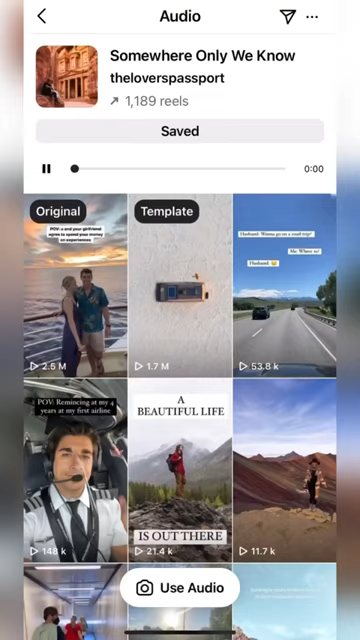 Audio
Somewhere Only We Know
theloverspassport
↗ 1,189 reels
Saved
0:00
Original
POV: u and your girlfriend
agree to spend your money
on experiences
2.5 M
Template
1.7 M
Husband: Wanna go on a road trip?
Me: Where to?
Husband: 😏
53.8 k
POV: Reminscing at my 4
years at my first airline
148 k
A
BEAUTIFUL LIFE
IS OUT THERE
21.4 k
11.7 k
Use Audio